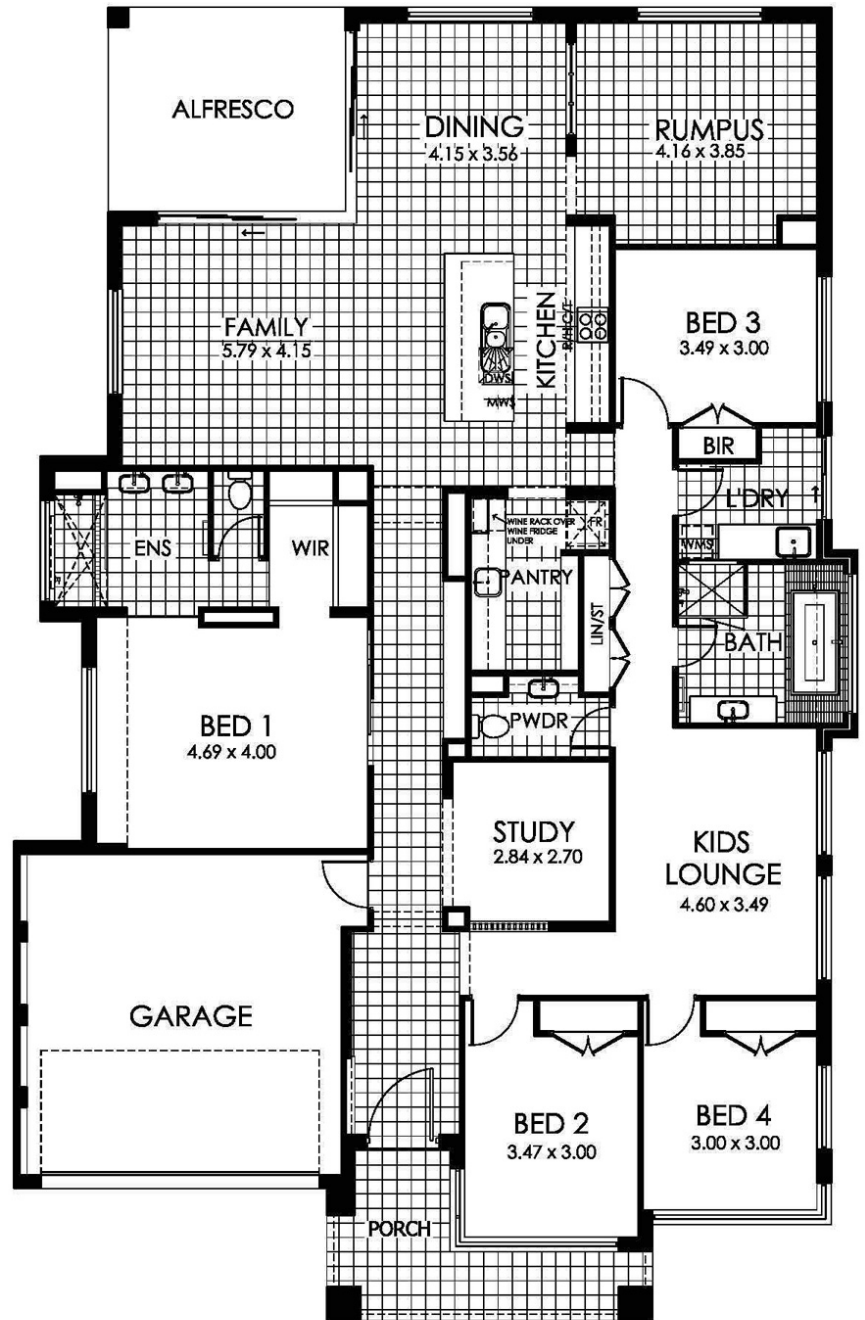 ALFRESCO
DINING
4.15 x 3.56
RUMPUS
4.16 x 3.85
FAMILY
5.79 x 4.15
KITCHEN
DWS
MWS
BED 3
3.49 x 3.00
BIR
L'DRY
WMS
ENS
WIR
WINE RACK OVER
WINE FRIDGE
UNDER
FR
PANTRY
LIN/ST
BATH
PWDR
BED 1
4.69 x 4.00
STUDY
2.84 x 2.70
KIDS
LOUNGE
4.60 x 3.49
GARAGE
BED 2
3.47 x 3.00
BED 4
3.00 x 3.00
PORCH